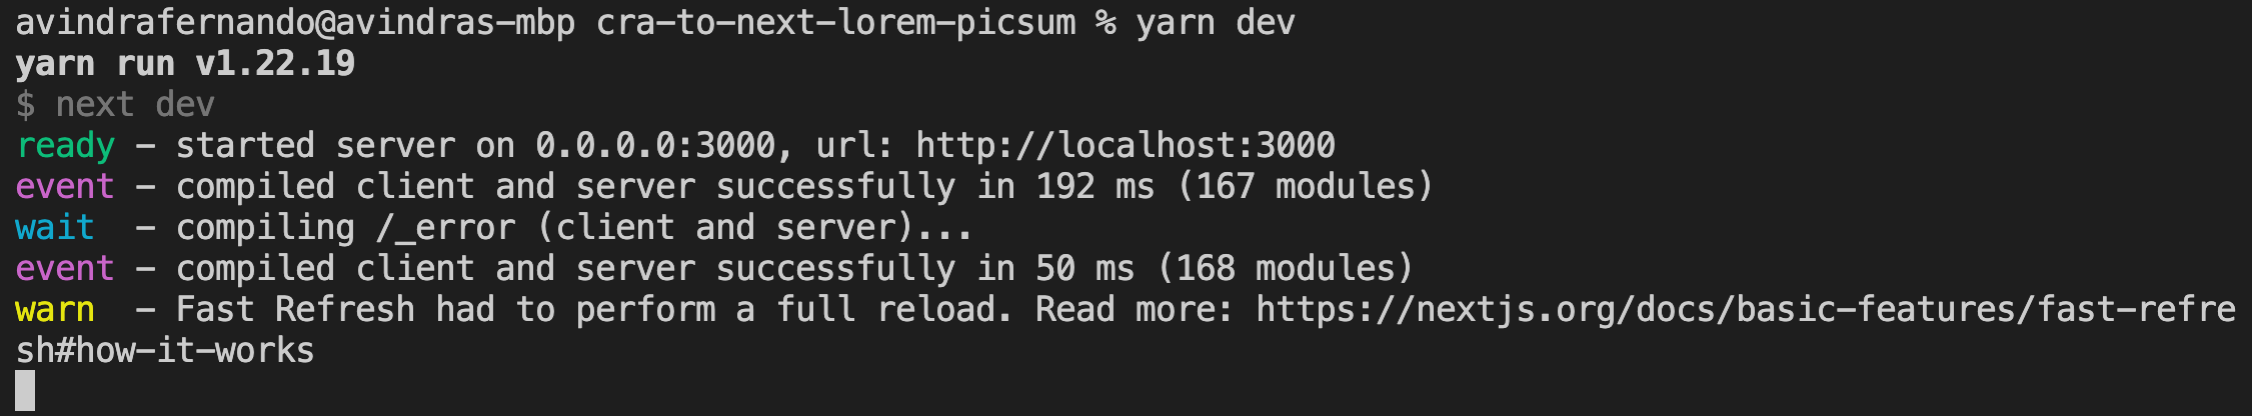 avindrafernando@avindras-mbp cra-to-next-lorem-picsum % yarn dev
yarn run v1.22.19
$ next dev
ready - started server on 0.0.0.0:3000, url: http://localhost:3000
event - compiled client and server successfully in 192 ms (167 modules)
wait  - compiling /_error (client and server)...
event - compiled client and server successfully in 50 ms (168 modules)
warn  - Fast Refresh had to perform a full reload. Read more: https://nextjs.org/docs/basic-features/fast-refre
sh#how-it-works